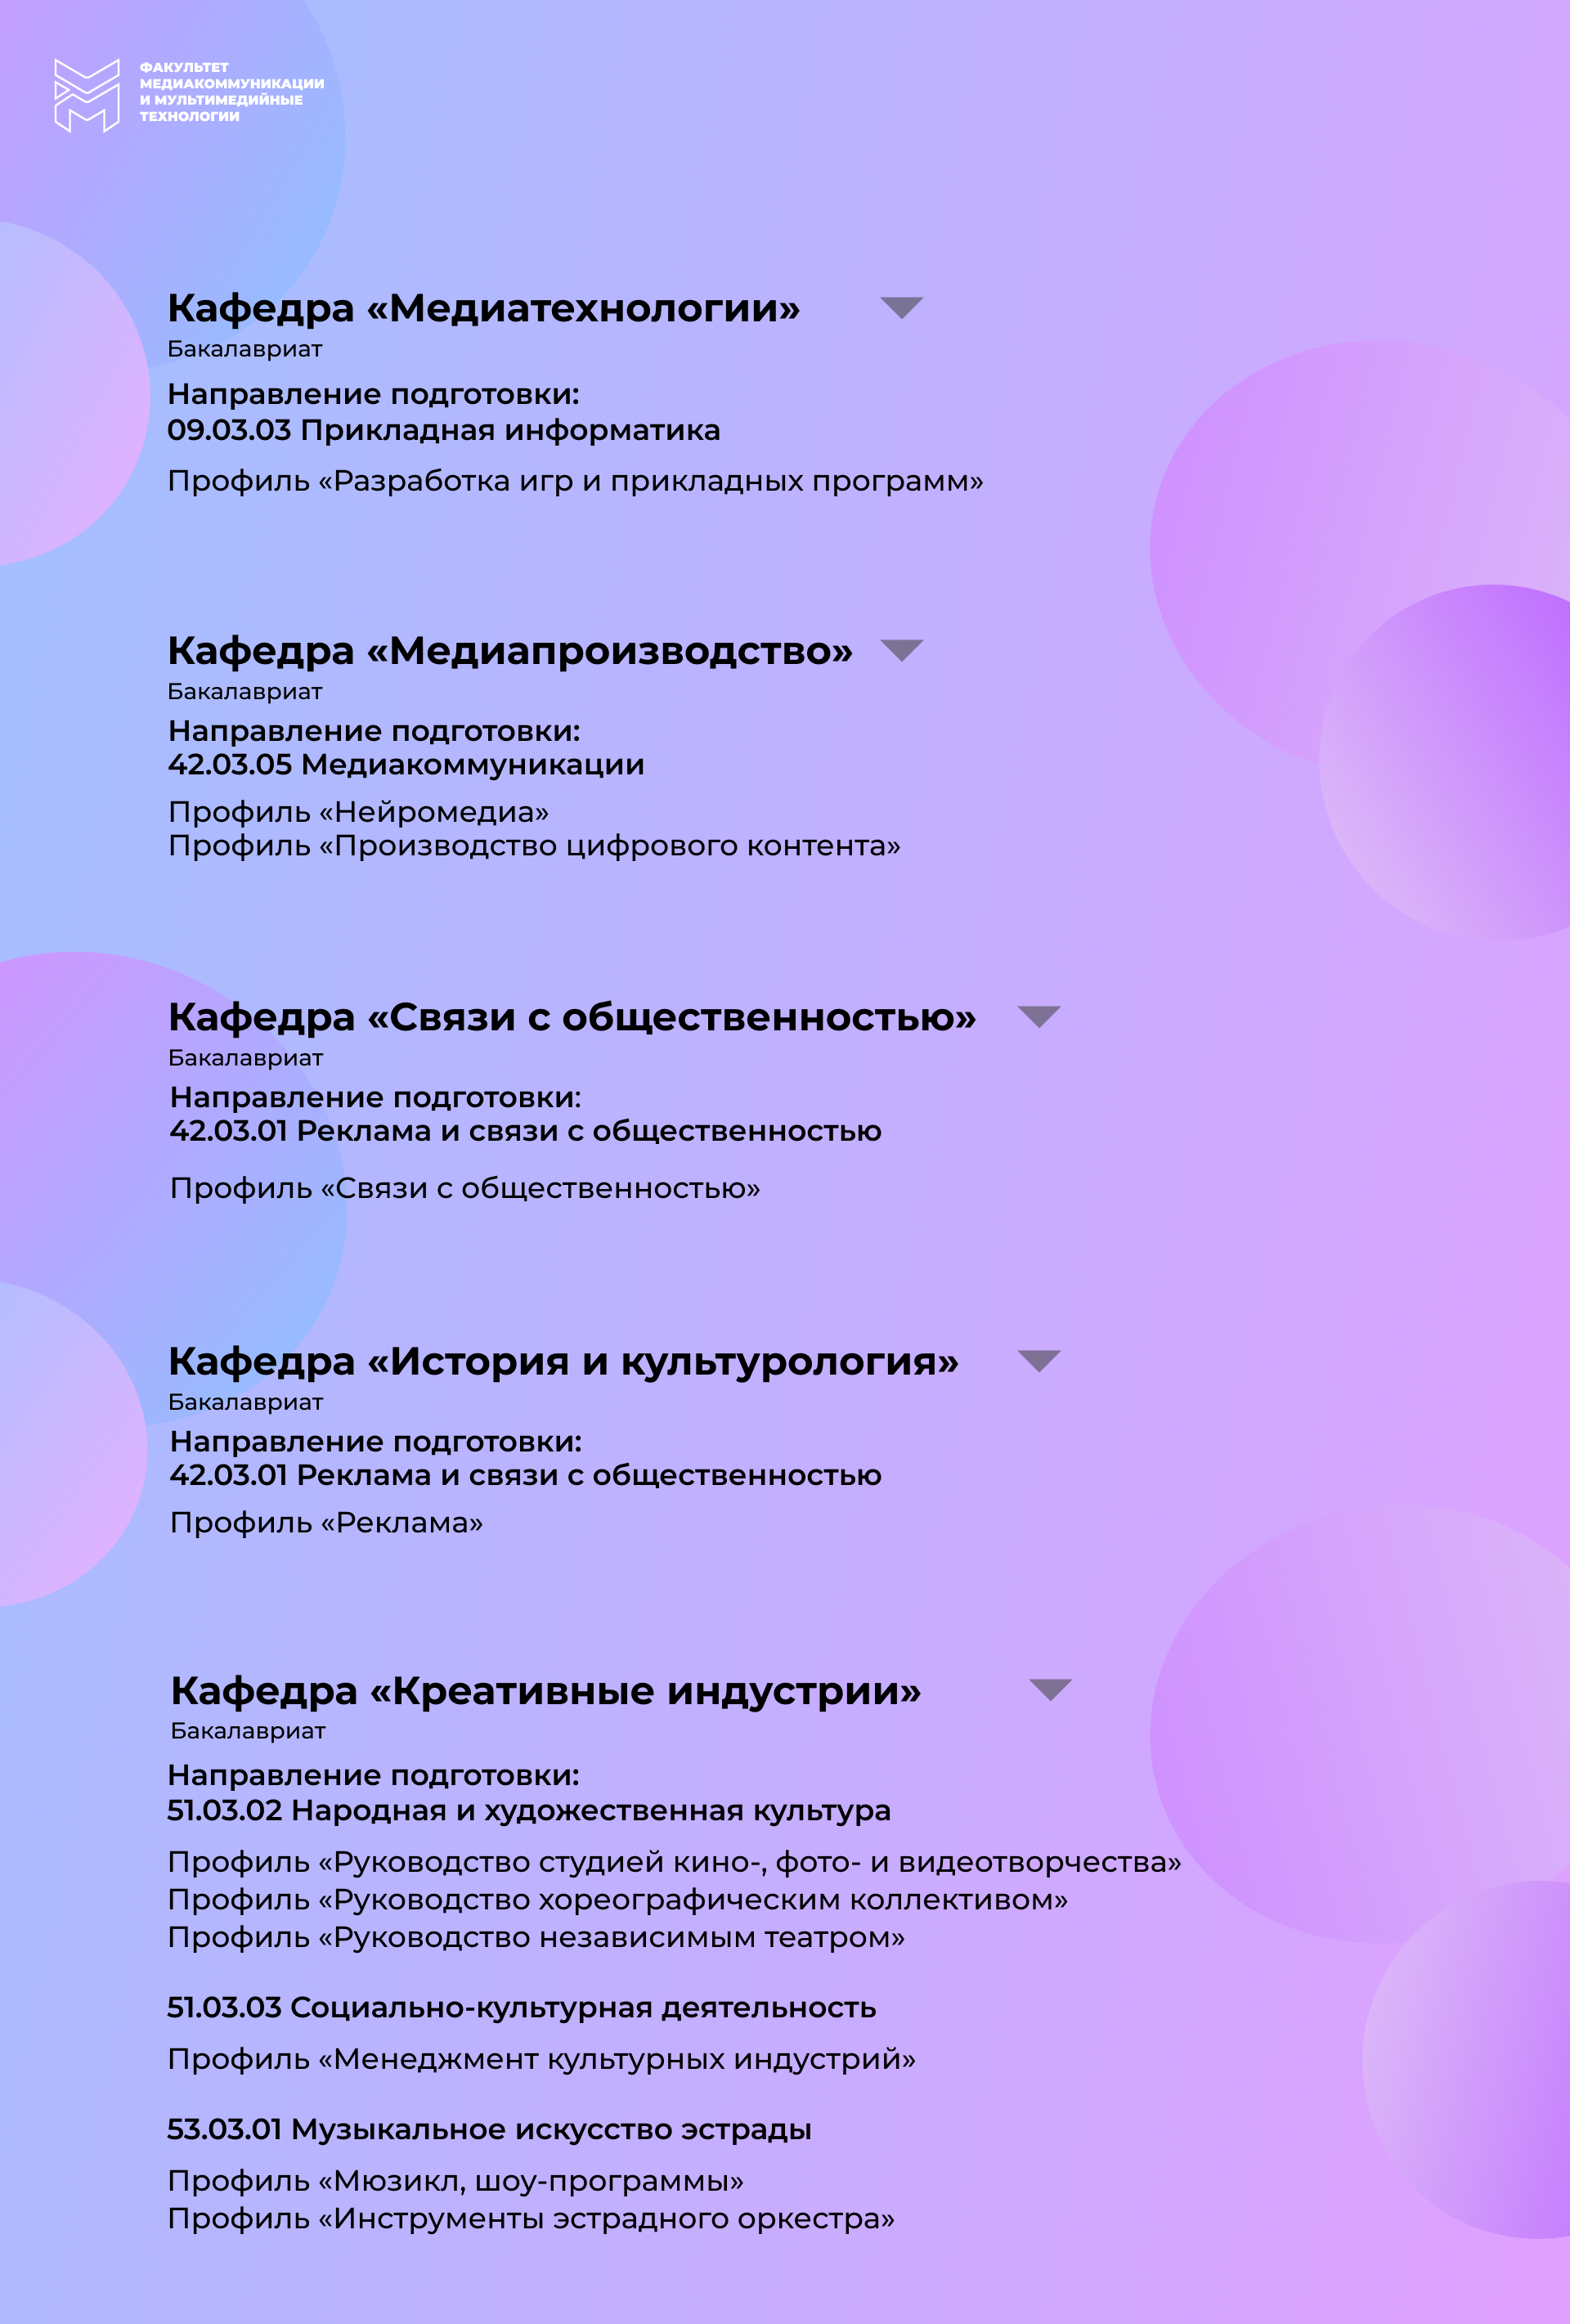 ФАКУЛЬТЕТ
МЕДИАКОММУНИКАЦИИ
И МУЛЬТИМЕДИЙНЫЕ
ТЕХНОЛОГИИ
Кафедра «Медиатехнологии»
Бакалавриат
Направление подготовки:
09.03.03 Прикладная информатика
Профиль «Разработка игр и прикладных программ»
Кафедра «Медиапроизводство»
Бакалавриат
Направление подготовки:
42.03.05 Медиакоммуникации
Профиль «Нейромедиа»
Профиль «Производство цифрового контента»
Кафедра «Связи с общественностью»
Бакалавриат
Направление подготовки:
42.03.01 Реклама и связи с общественностью
Профиль «Связи с общественностью»
Кафедра «История и культурология»
Бакалавриат
Направление подготовки:
42.03.01 Реклама и связи с общественностью
Профиль «Реклама»
Кафедра «Креативные индустрии»
Бакалавриат
Направление подготовки:
51.03.02 Народная и художественная культура
Профиль «Руководство студией кино-, фото- и видеотворчества»
Профиль «Руководство хореографическим коллективом»
Профиль «Руководство независимым театром»
51.03.03 Социально-культурная деятельность
Профиль «Менеджмент культурных индустрий»
53.03.01 Музыкальное искусство эстрады
Профиль «Мюзикл, шоу-программы»
Профиль «Инструменты эстрадного оркестра»